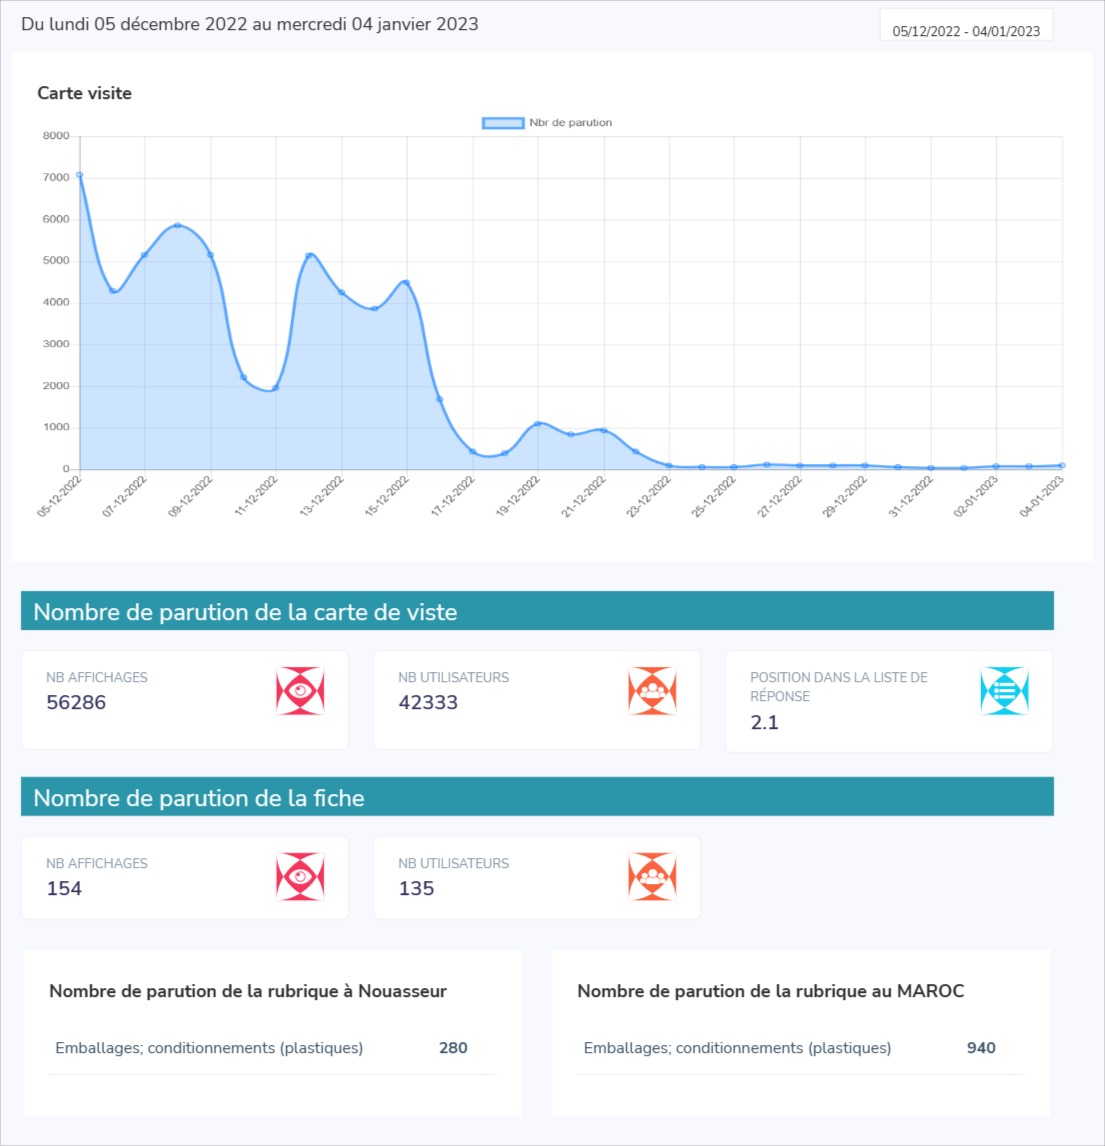 Du lundi 05 décembre 2022 au mercredi 04 janvier 2023
05/12/2022 - 04/01/2023
Carte visite
Nbr de parution
8000
7000
6000
5000
4000
3000
2000
1000
0
05-12-2022
07-12-2022
09-12-2022
11-12-2022
13-12-2022
15-12-2022
17-12-2022
19-12-2022
21-12-2022
23-12-2022
25-12-2022
27-12-2022
29-12-2022
31-12-2022
02-01-2023
04-01-2023
Nombre de parution de la carte de viste
NB AFFICHAGES
56286
NB UTILISATEURS
42333
POSITION DANS LA LISTE DE
RÉPONSE
2.1
Nombre de parution de la fiche
NB AFFICHAGES
154
NB UTILISATEURS
135
Nombre de parution de la rubrique à Nouasseur
Emballages; conditionnements (plastiques) 280
Nombre de parution de la rubrique au MAROC
Emballages; conditionnements (plastiques) 940